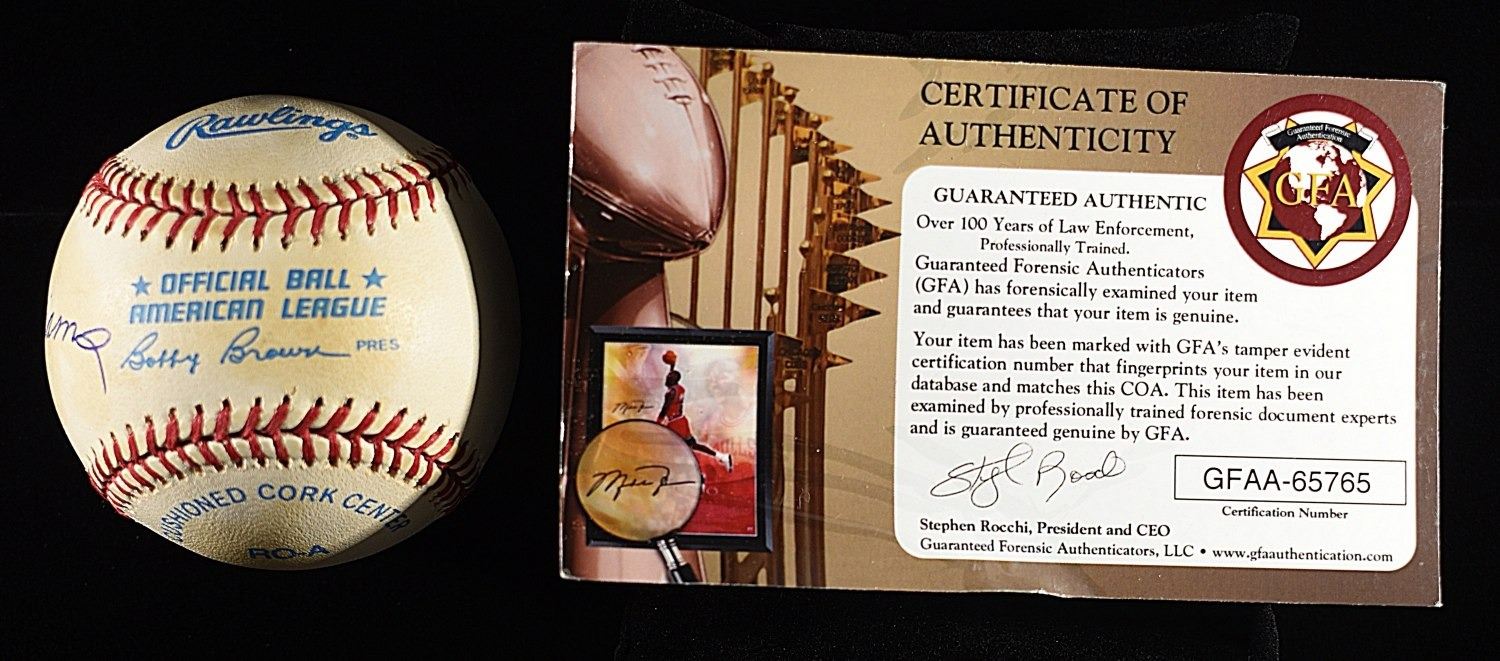 Rawlings
★ OFFICIAL BALL ★
AMERICAN LEAGUE
Bobby Brown PRES
CUSHIONED CORK CENTER
RO-A
CERTIFICATE OF
AUTHENTICITY
Guaranteed Forensic
Authentication
GFA
GUARANTEED AUTHENTIC
Over 100 Years of Law Enforcement,
Professionally Trained.
Guaranteed Forensic Authenticators
(GFA) has forensically examined your item
and guarantees that your item is genuine.
Your item has been marked with GFA's tamper evident
certification number that fingerprints your item in our
database and matches this COA. This item has been
examined by professionally trained forensic document experts
and is guaranteed genuine by GFA.
GFAA-65765
Certification Number
Stephen Rocchi, President and CEO
Guaranteed Forensic Authenticators, LLC • www.gfaauthentication.com